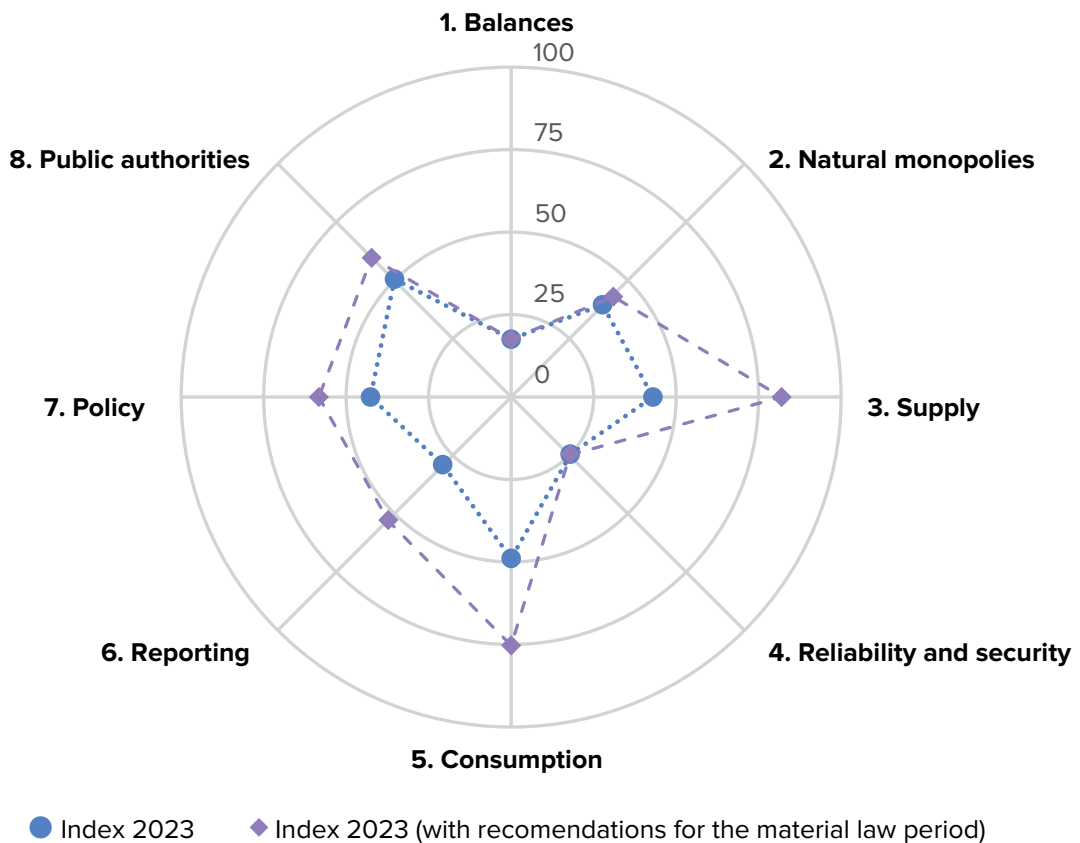 1. Balances
100
75
50
25
0
8. Public authorities
2. Natural monopolies
7. Policy
3. Supply
6. Reporting
4. Reliability and security
5. Consumption
Index 2023
Index 2023 (with recomendations for the material law period)